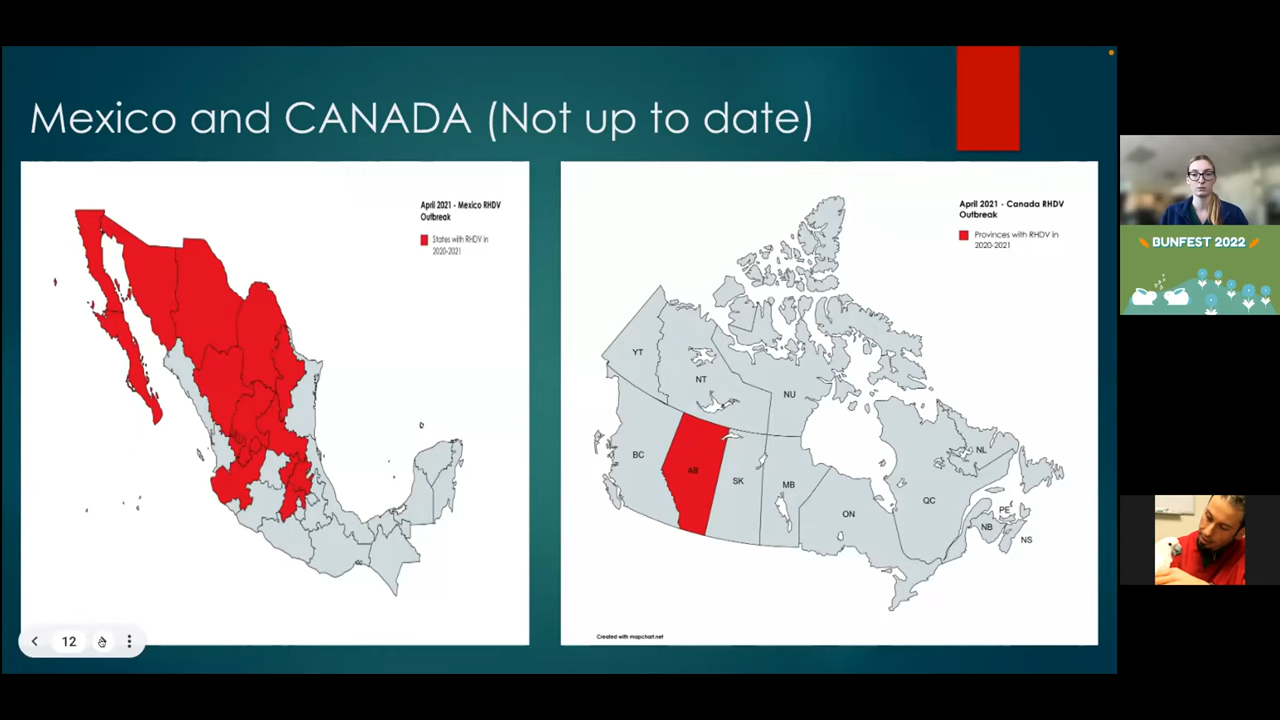 Mexico and CANADA (Not up to date)
April 2021 - Mexico RHDV
Outbreak
States with RHDV in
2020-2021
April 2021 - Canada RHDV
Outbreak
Provinces with RHDV in
2020-2021
YT
NT
NU
BC
AB
SK
MB
ON
QC
NL
PE
NB
NS
Created with mapchart.net
12
BUNFEST 2022